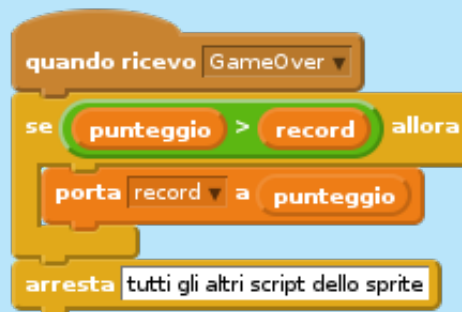 quando ricevo GameOver
se punteggio > record allora
porta record a punteggio
arresta tutti gli altri script dello sprite